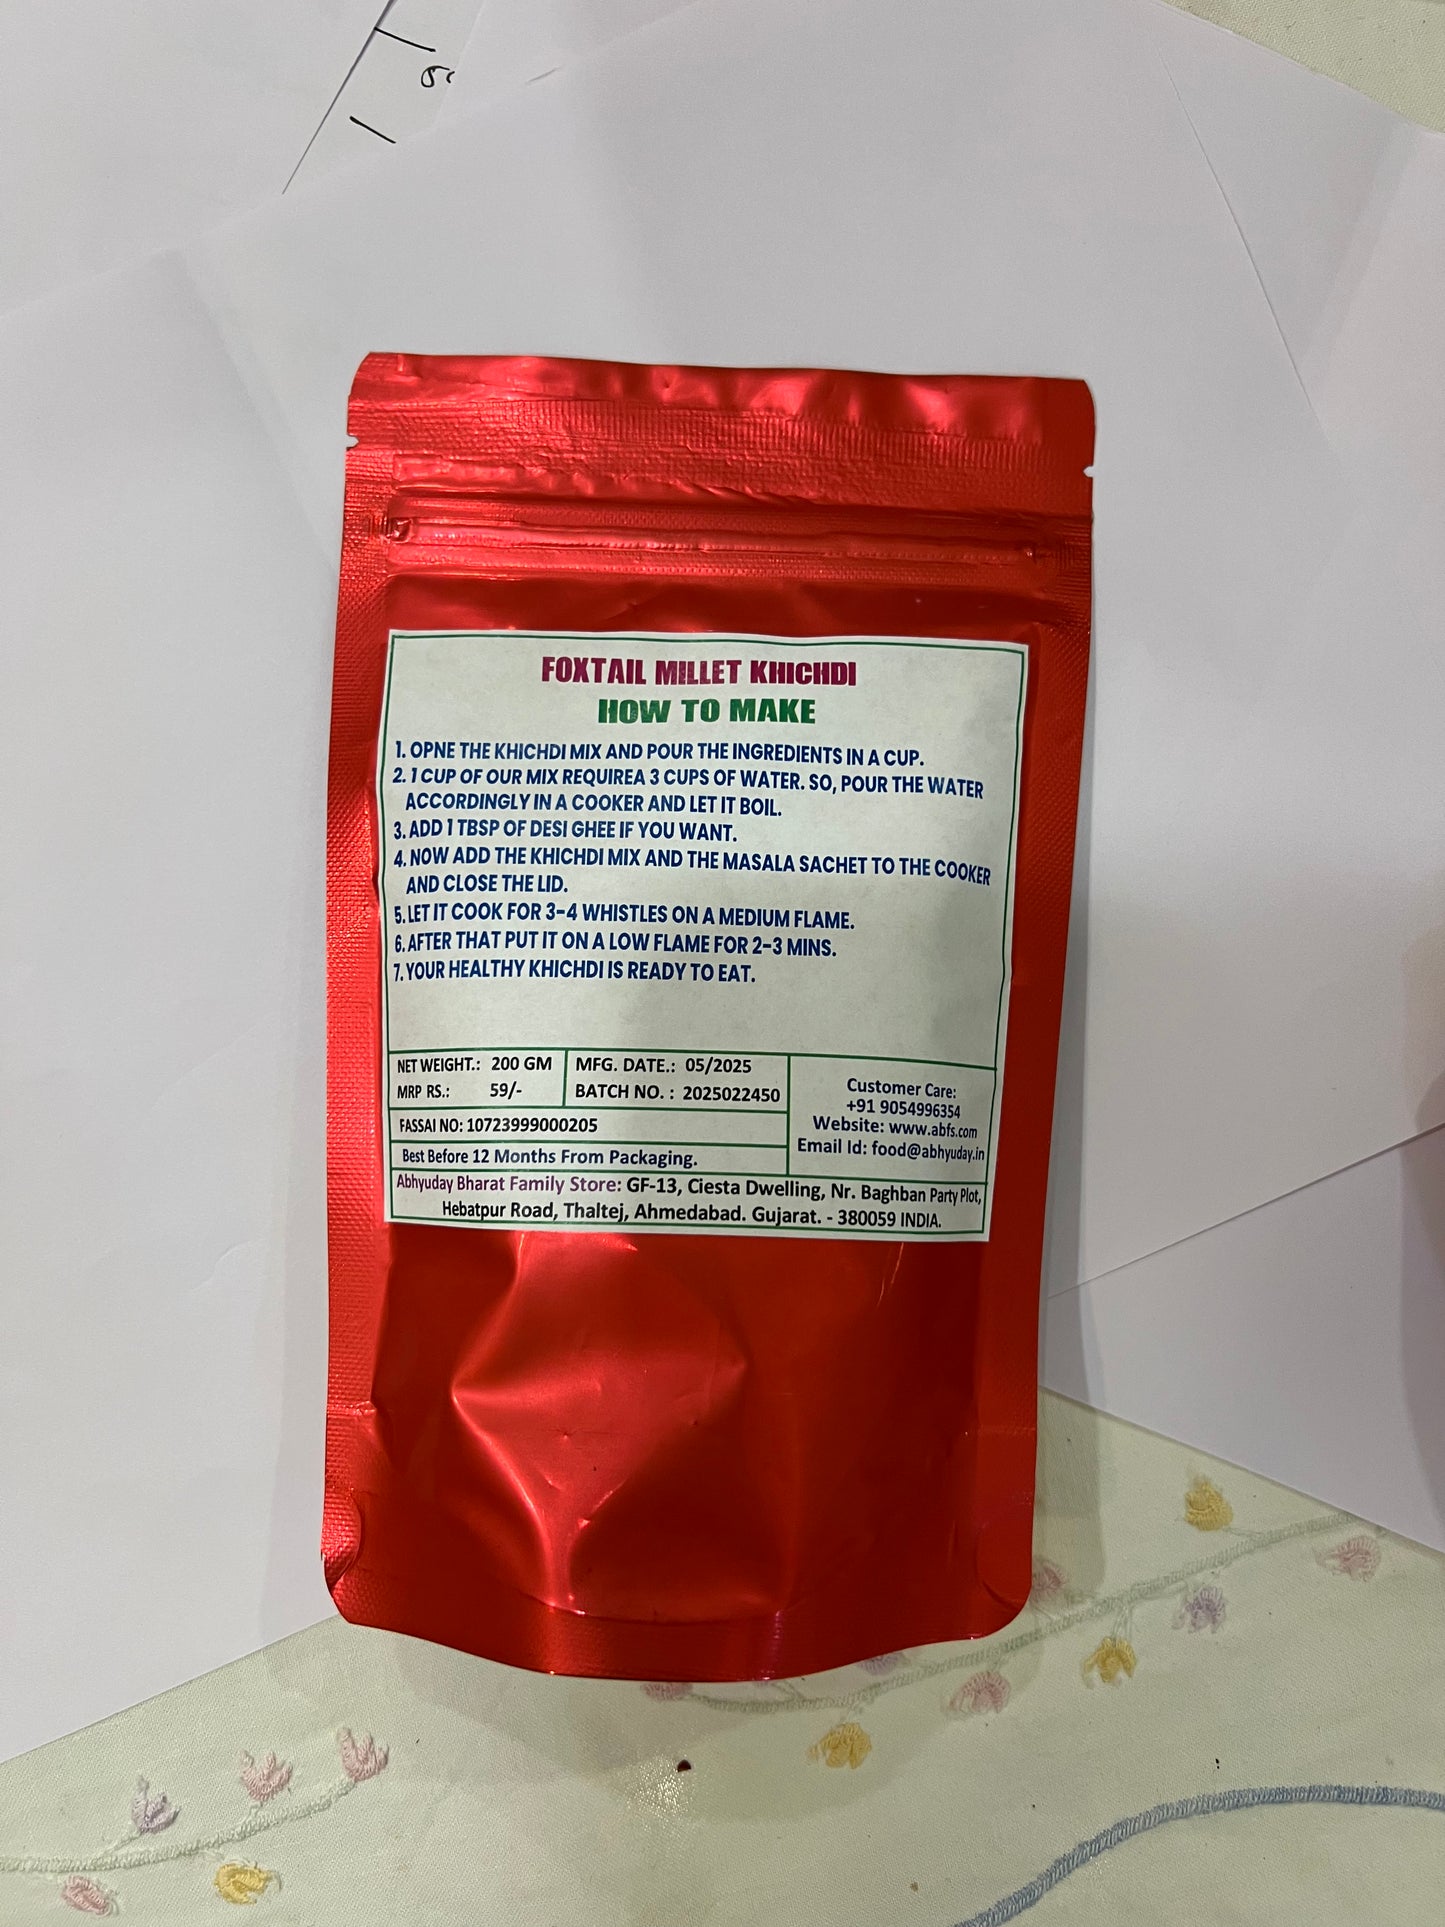 FOXTAIL MILLET KHICHDI
HOW TO MAKE
1. OPNE THE KHICHDI MIX AND POUR THE INGREDIENTS IN A CUP.
2. 1 CUP OF OUR MIX REQUIREA 3 CUPS OF WATER. SO, POUR THE WATER
ACCORDINGLY IN A COOKER AND LET IT BOIL.
3. ADD 1 TBSP OF DESI GHEE IF YOU WANT.
4. NOW ADD THE KHICHDI MIX AND THE MASALA SACHET TO THE COOKER
AND CLOSE THE LID.
5. LET IT COOK FOR 3-4 WHISTLES ON A MEDIUM FLAME.
6. AFTER THAT PUT IT ON A LOW FLAME FOR 2-3 MINS.
7. YOUR HEALTHY KHICHDI IS READY TO EAT.
NET WEIGHT.: 200 GM
MRP RS.: 59/-
MFG. DATE.: 05/2025
BATCH NO. : 2025022450
FASSAI NO: 10723999000205
Best Before 12 Months From Packaging.
Customer Care:
+91 9054996354
Website: www.abfs.com
Email Id: food@abhyuday.in
Abhyuday Bharat Family Store: GF-13, Ciesta Dwelling, Nr. Baghban Party Plot,
Hebatpur Road, Thaltej, Ahmedabad. Gujarat. - 380059 INDIA.